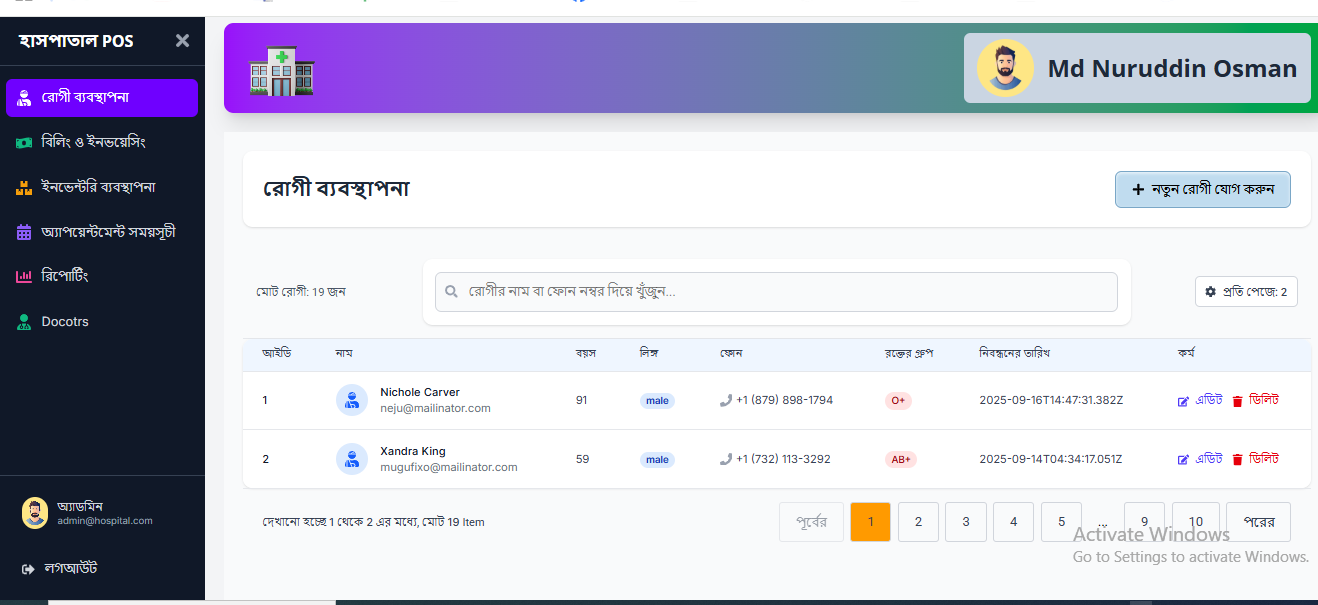 হাসপাতাল POS
Md Nuruddin Osman
রোগী ব্যবস্থাপনা
বিলিং ও ইনভয়েসিং
ইনভেন্টরি ব্যবস্থাপনা
অ্যাপয়েন্টমেন্ট সময়সূচী
রিপোর্টিং
Docotrs
অ্যাডমিন
admin@hospital.com
লগআউট
রোগী ব্যবস্থাপনা
+ নতুন রোগী যোগ করুন
মোট রোগী: 19 জন
রোগীর নাম বা ফোন নম্বর দিয়ে খুঁজুন...
প্রতি পেজে: 2
আইডি নাম বয়স লিঙ্গ ফোন রক্তের গ্রুপ নিবন্ধনের তারিখ কর্ম
1 Nichole Carver 91 male +1 (879) 898-1794 O+ 2025-09-16T14:47:31.382Z এডিট ডিলিট
neju@mailinator.com
2 Xandra King 59 male +1 (732) 113-3292 AB+ 2025-09-14T04:34:17.051Z এডিট ডিলিট
mugufixo@mailinator.com
দেখানো হচ্ছে 1 থেকে 2 এর মধ্যে, মোট 19 Item
পূর্বের 1 2 3 4 5 ... 9 10 পরের
Activate Windows
Go to Settings to activate Windows.